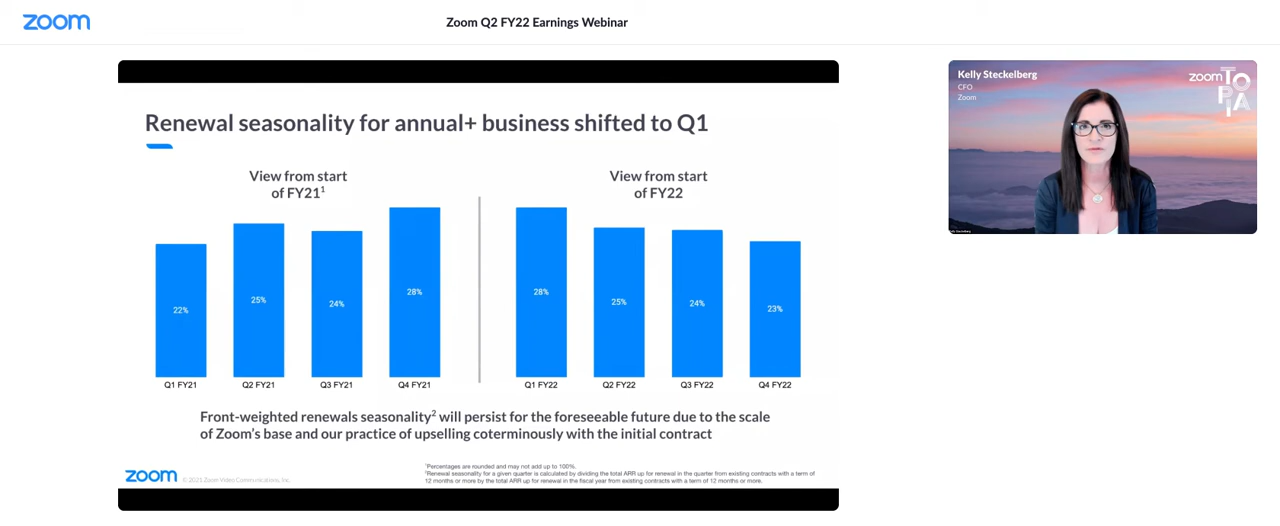 zoom
Zoom Q2 FY22 Earnings Webinar
Renewal seasonality for annual+ business shifted to Q1
View from start
of FY21¹
View from start
of FY22
22%
25%
24%
28%
28%
25%
24%
23%
Q1 FY21
Q2 FY21
Q3 FY21
Q4 FY21
Q1 FY22
Q2 FY22
Q3 FY22
Q4 FY22
Front-weighted renewals seasonality² will persist for the foreseeable future due to the scale
of Zoom's base and our practice of upselling coterminously with the initial contract
zoom
© 2021 Zoom Video Communications, Inc.
¹Percentages are rounded and may not add up to 100%.
²Renewal seasonality for a given quarter is calculated by dividing the total ARR up for renewal in the quarter from existing contracts with a term of
12 months or more by the total ARR up for renewal in the fiscal year from existing contracts with a term of 12 months or more.
Kelly Steckelberg
CFO
Zoom
zoomTO
PIA
Kelly Steckelberg